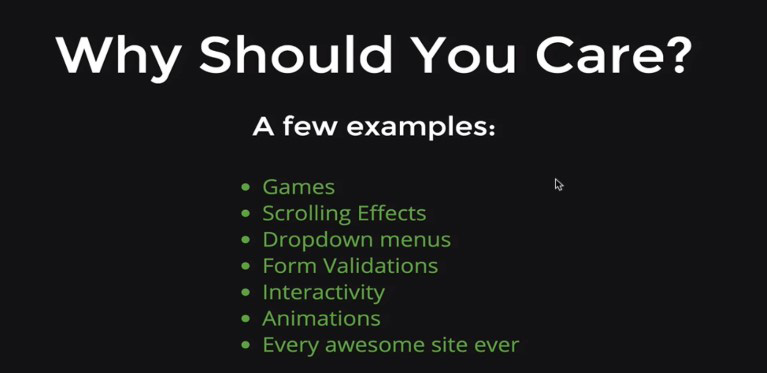 Why Should You Care?
A few examples:
• Games
• Scrolling Effects
• Dropdown menus
• Form Validations
• Interactivity
• Animations
• Every awesome site ever